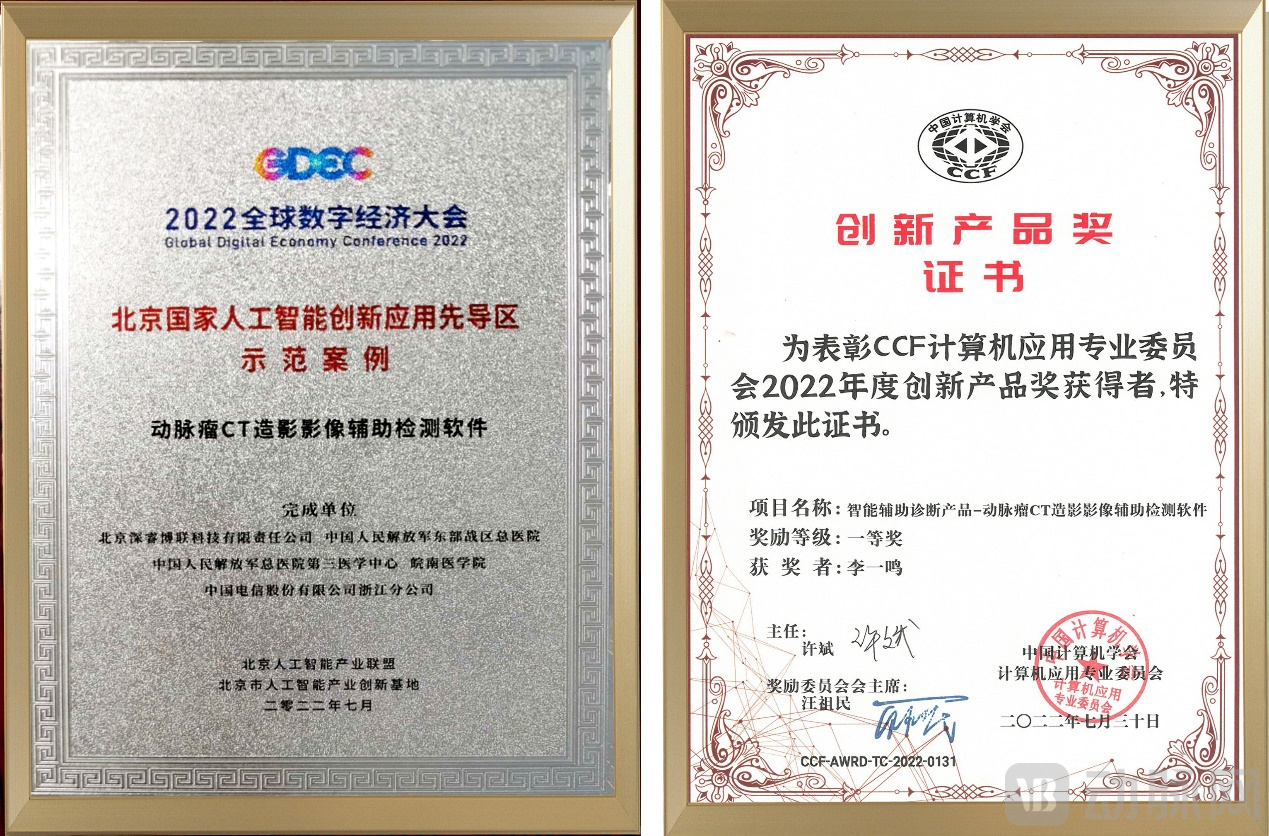 GDEC
2022全球数字经济大会
Global Digital Economy Conference 2022
北京国家人工智能创新应用先导区
示范案例
动脉瘤CT造影影像辅助检测软件
完成单位
北京深睿博联科技有限责任公司 中国人民解放军东部战区总医院
中国人民解放军总医院第三医学中心 皖南医学院
中国电信股份有限公司浙江分公司
北京人工智能产业联盟
北京市人工智能产业创新基地
二零二二年七月
中国计算机学会
CCF
创新产品奖
证书
为表彰CCF计算机应用专业委员
会2022年度创新产品奖获得者,特
颁发此证书。
项目名称:智能辅助诊断产品-动脉瘤CT造影影像辅助检测软件
奖励等级:一等奖
获奖者:李一鸣
主任:
许斌
奖励委员会会主席:
汪祖民
中国计算机学会
计算机应用专业委员会
计算机应用
专业委员会
二〇二二年七月三十日
CCF-AWRD-TC-2022-0131
动脉网